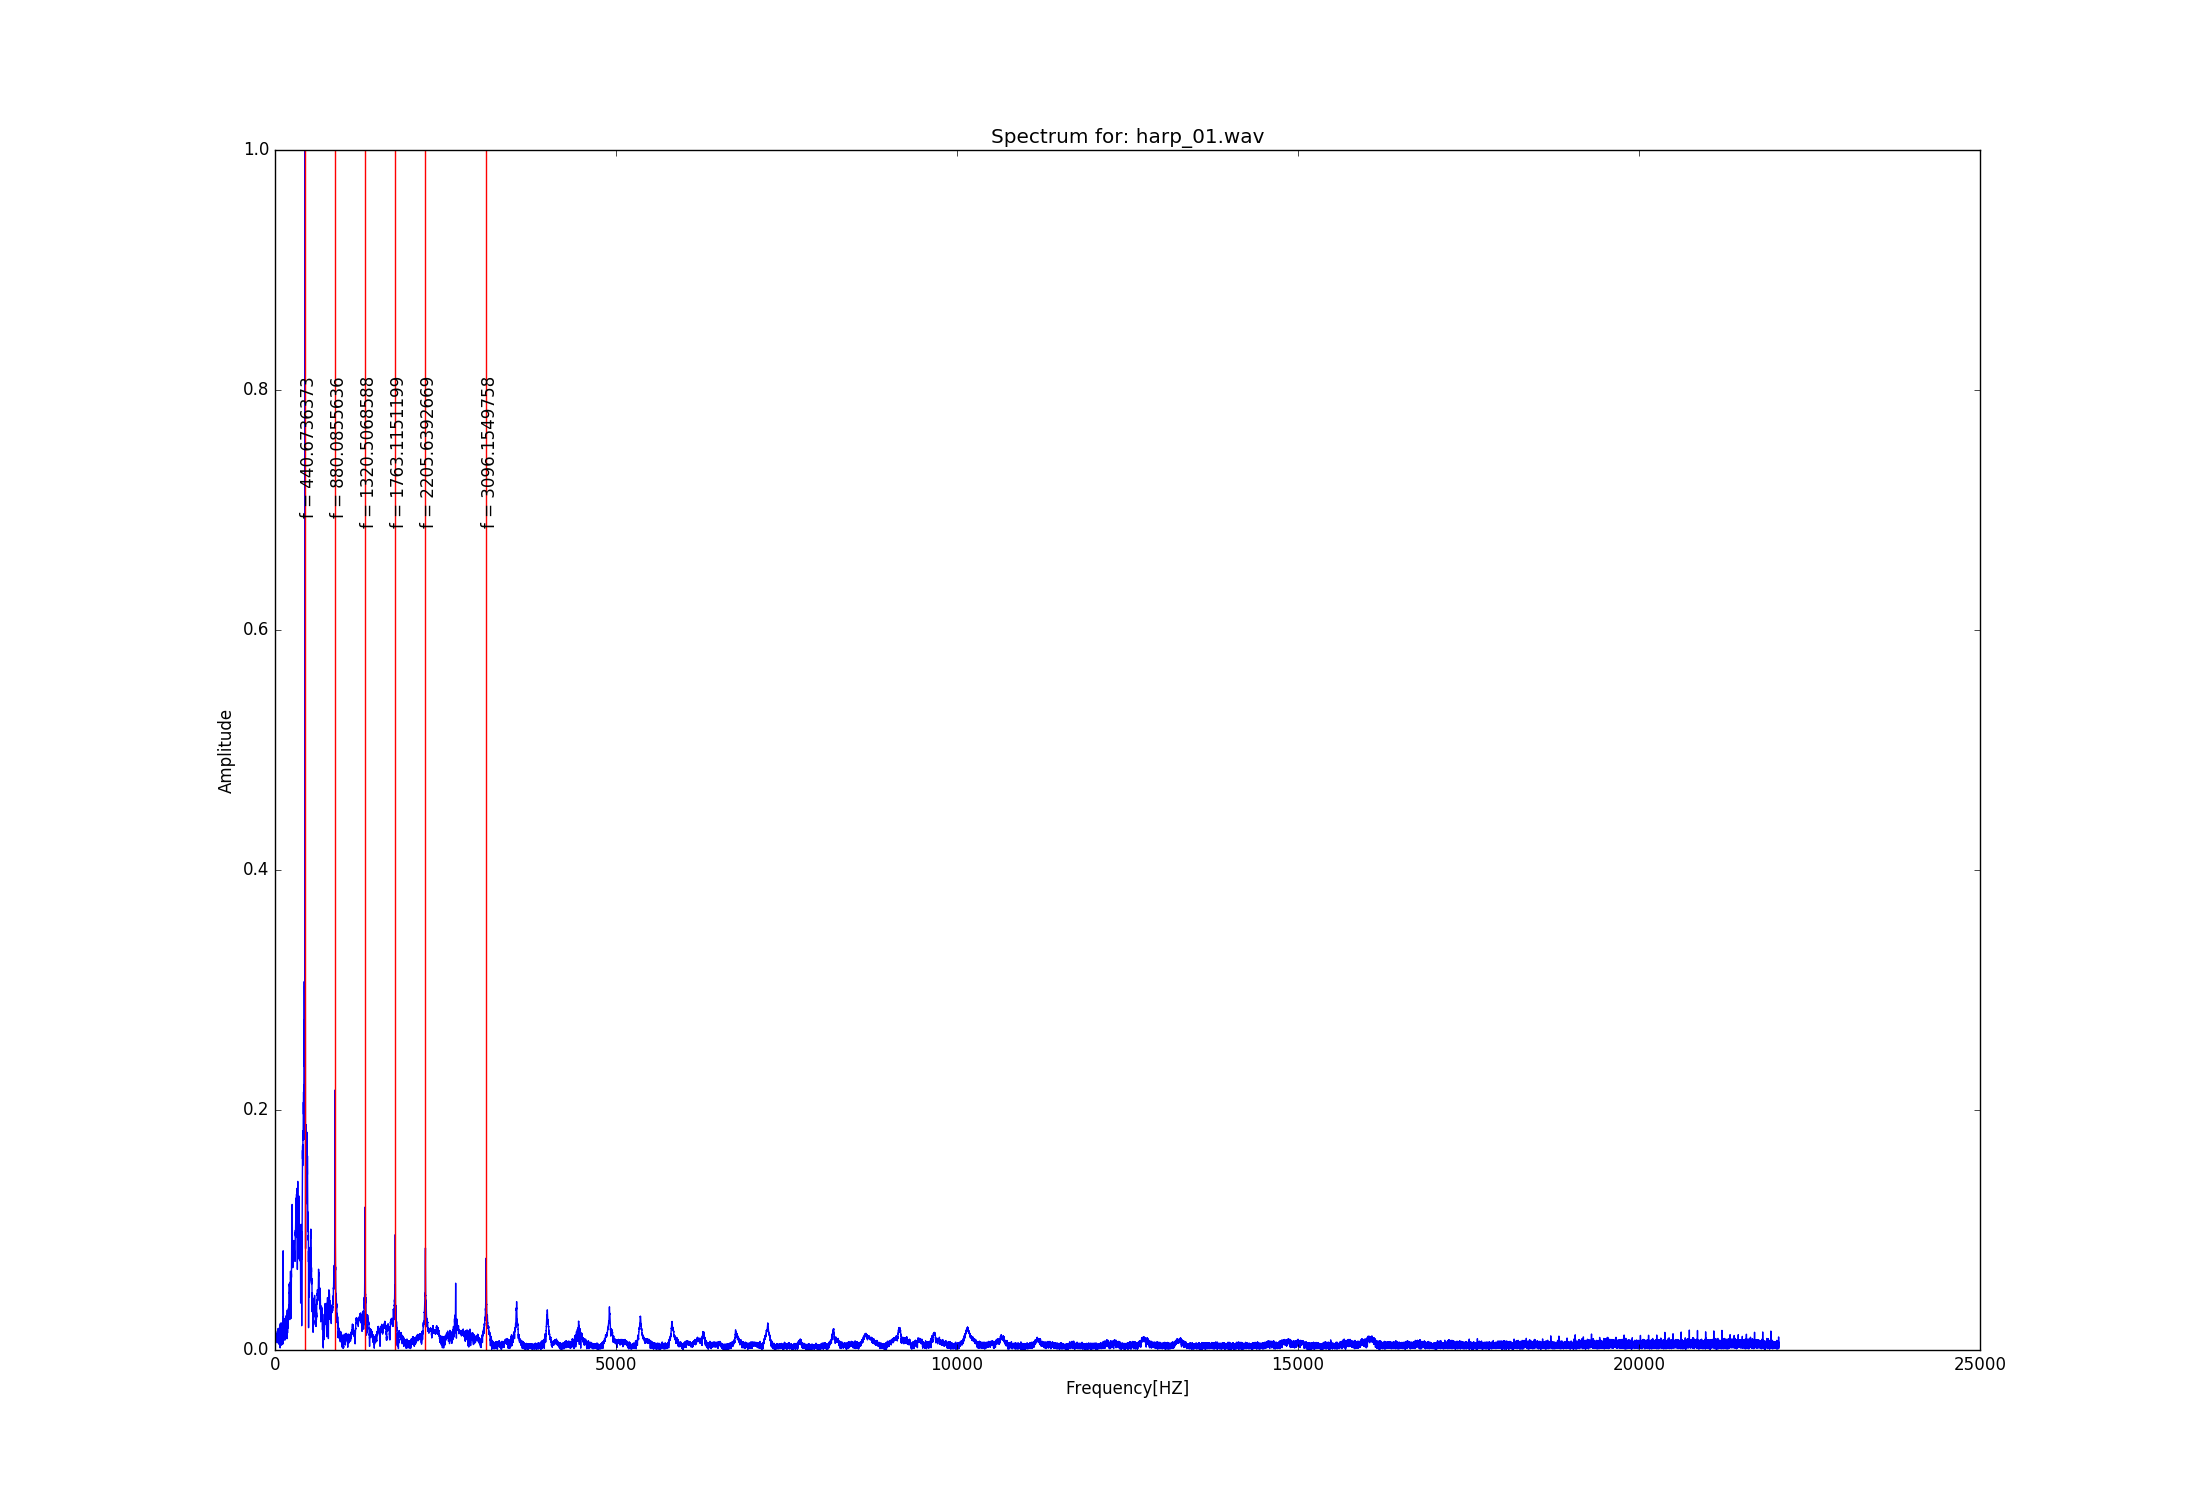 Spectrum for: harp_01.wav
1.0
0.8
0.6
0.4
0.2
0.0
Amplitude
f = 440.6736373
f = 880.0855636
f = 1320.5068588
f = 1763.1151199
f = 2205.6392669
f = 3096.1549758
0
5000
10000
15000
20000
25000
Frequency[HZ]